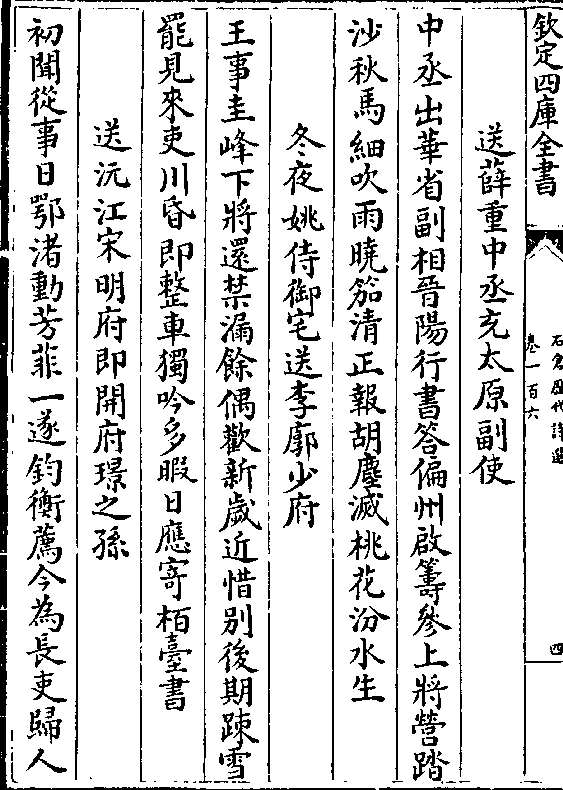 欽定四庫全書
石倉歷代詩選
卷一百六
四
送薛重中丞充太原副使
中丞出華省副相晉陽行書答偏州啟籌參上將營踏
沙秋馬細吹雨曉笳清正報胡塵滅桃花汾水生
冬夜姚侍御宅送李廓少府
王事圭峰下將還禁漏餘偶歡新歲近惜别後期踈雪
罷見來吏川昏即整車獨吟多暇日應寄栢臺書
送沅江宋明府即開府璟之孫
初聞從事日鄂渚動芳菲一遂鈞衡薦今為長吏歸人